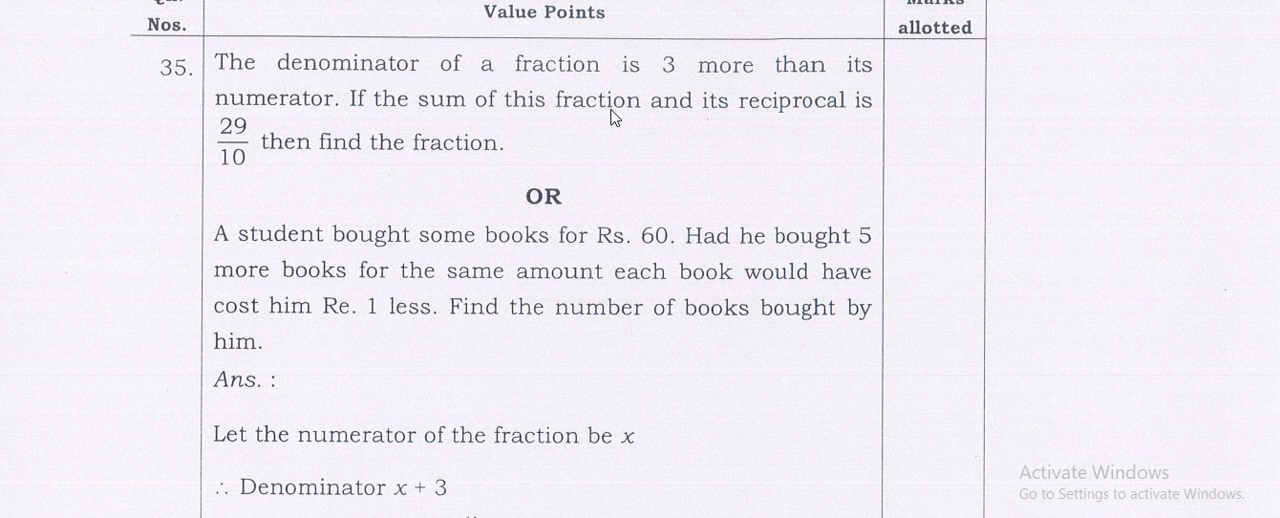 Nos.
Value Points
Marks
allotted
35.
The denominator of a fraction is 3 more than its
numerator. If the sum of this fraction and its reciprocal is
29/10 then find the fraction.
OR
A student bought some books for Rs. 60. Had he bought 5
more books for the same amount each book would have
cost him Re. 1 less. Find the number of books bought by
him.
Ans. :
Let the numerator of the fraction be x
∴ Denominator x + 3
Activate Windows
Go to Settings to activate Windows.